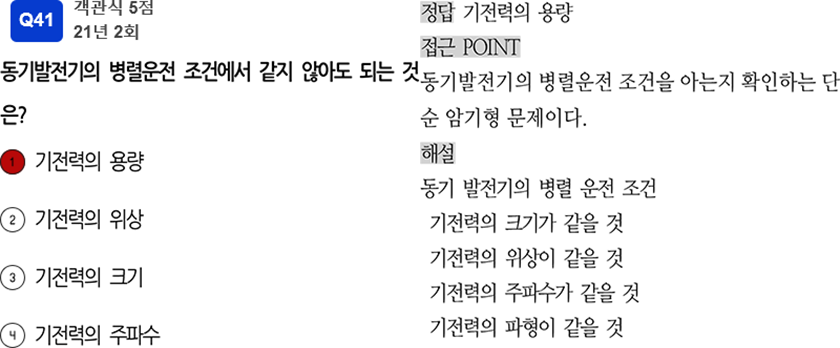 Q41
객관식 5점
21년 2회
동기발전기의 병렬운전 조건에서 같지 않아도 되는 것
은?
1 기전력의 용량
2 기전력의 위상
3 기전력의 크기
4 기전력의 주파수
정답 기전력의 용량
접근 POINT
동기발전기의 병렬운전 조건을 아는지 확인하는 단
순 암기형 문제이다.
해설
동기 발전기의 병렬 운전 조건
기전력의 크기가 같을 것
기전력의 위상이 같을 것
기전력의 주파수가 같을 것
기전력의 파형이 같을 것